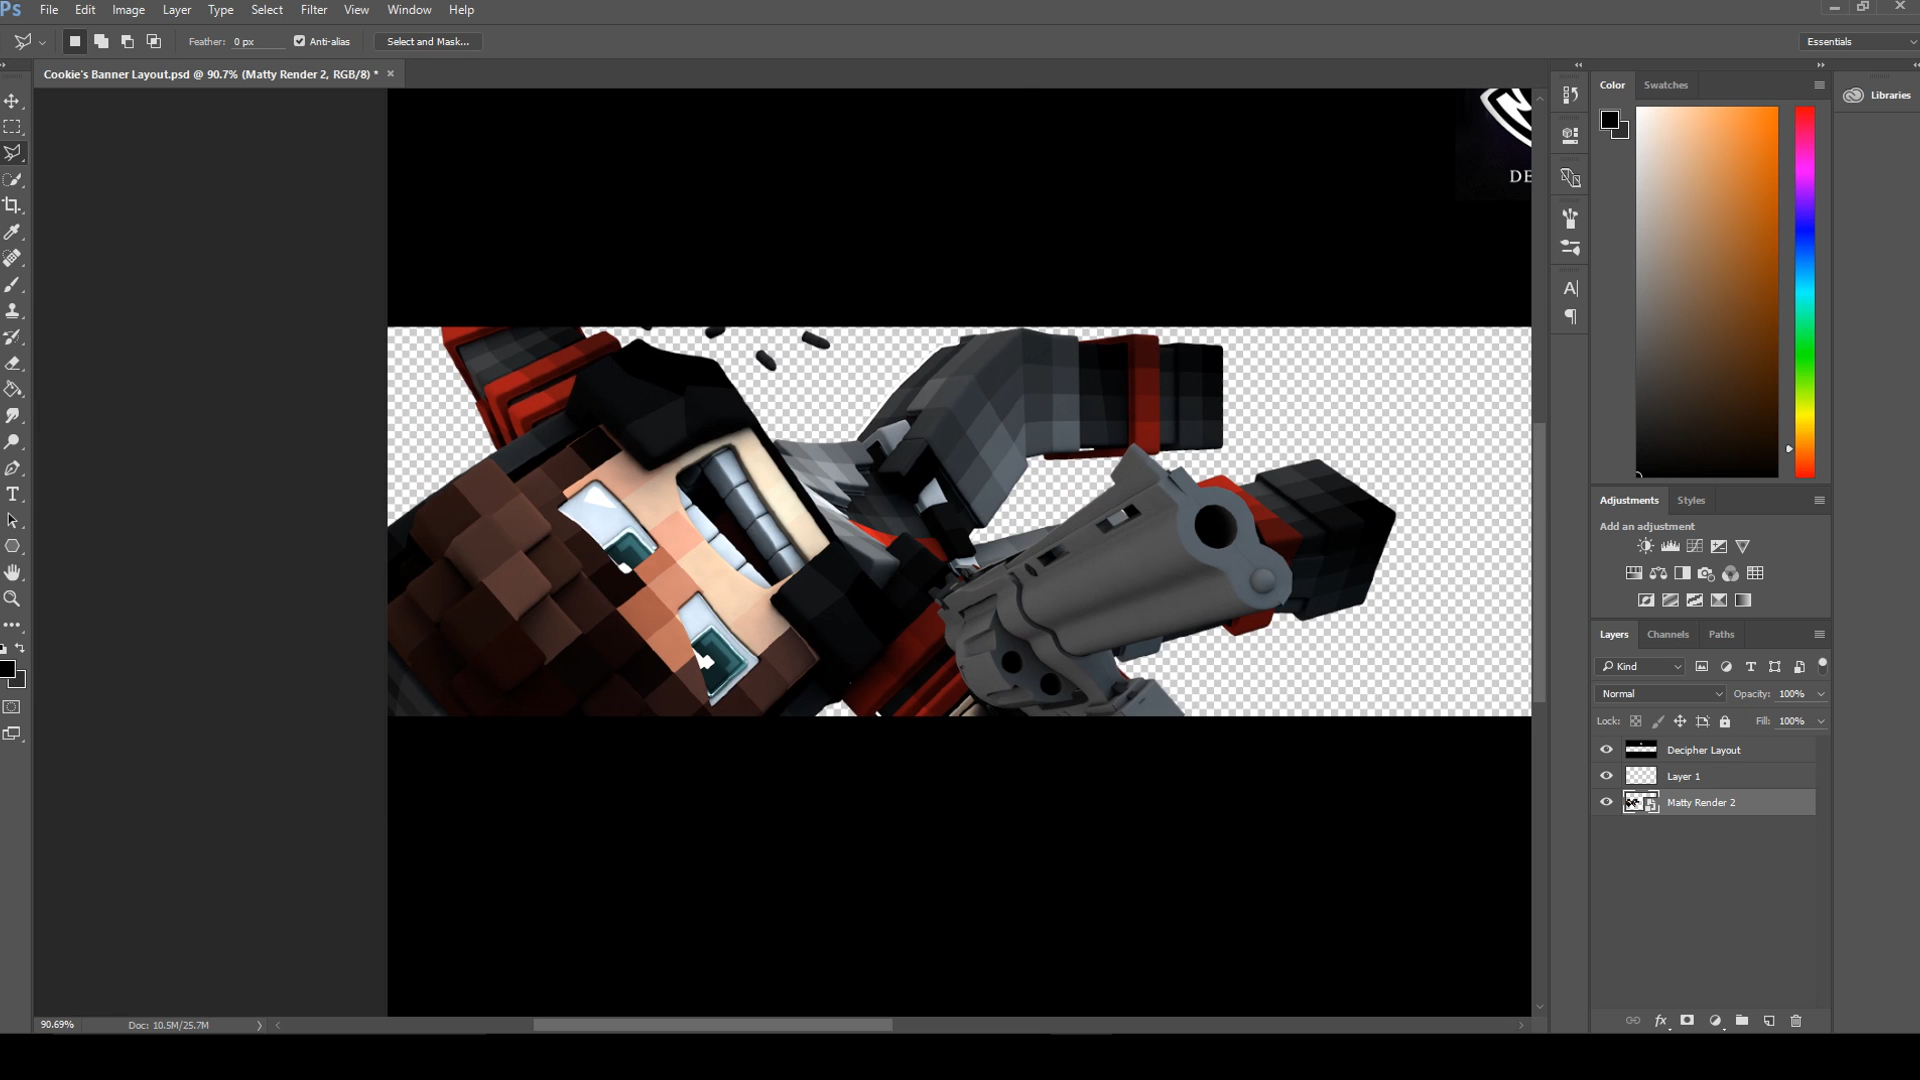 Ps File Edit Image Layer Type Select Filter View Window Help
Feather: 0 px Anti-alias Select and Mask... Essentials
Cookie's Banner Layout.psd @ 90.7% (Matty Render 2, RGB/8) * ×
Color Swatches
Libraries
DE
Adjustments Styles
Add an adjustment
Layers Channels Paths
Kind
Normal Opacity: 100%
Lock: Fill: 100%
Decipher Layout
Layer 1
Matty Render 2
90.69% Doc: 10.5M/25.7M